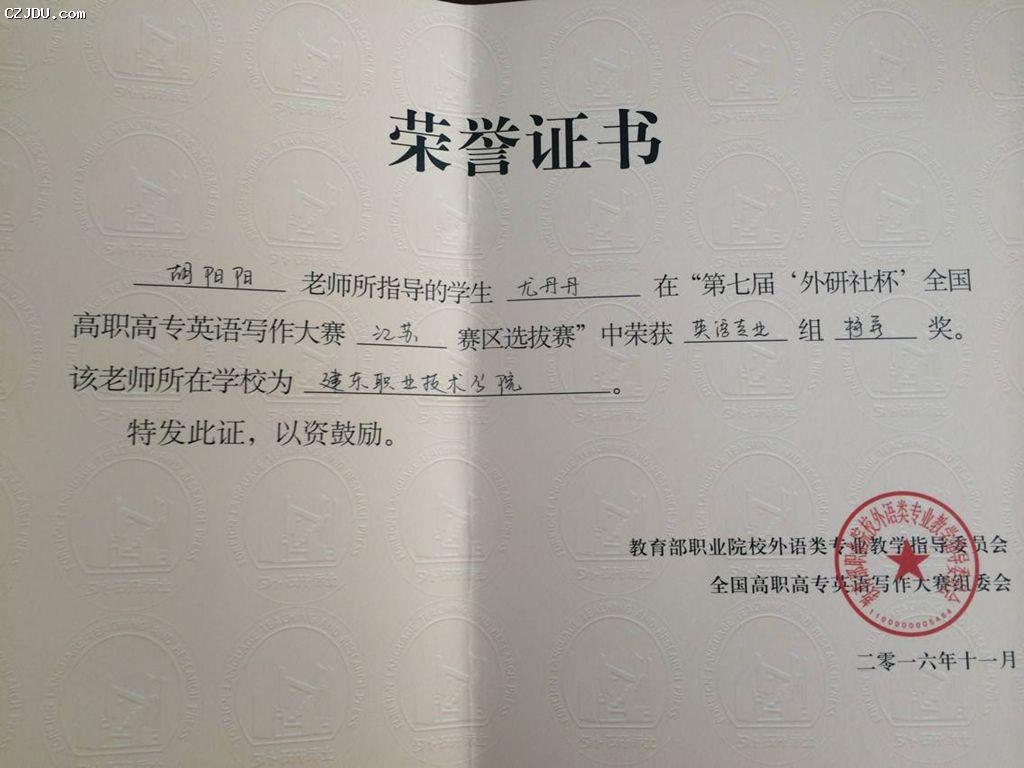 CZJDU.com
荣誉证书
胡阳阳 老师所指导的学生 尤丹丹 在“第七届‘外研社杯’全国
高职高专英语写作大赛 江苏 赛区选拔赛”中荣获 英语专业 组 奖。
该老师所在学校为 建东职业技术学院 。
特发此证，以资鼓励。
教育部职业院校外语类专业教学指导委员会
全国高职高专英语写作大赛组委会
二零一六年十一月